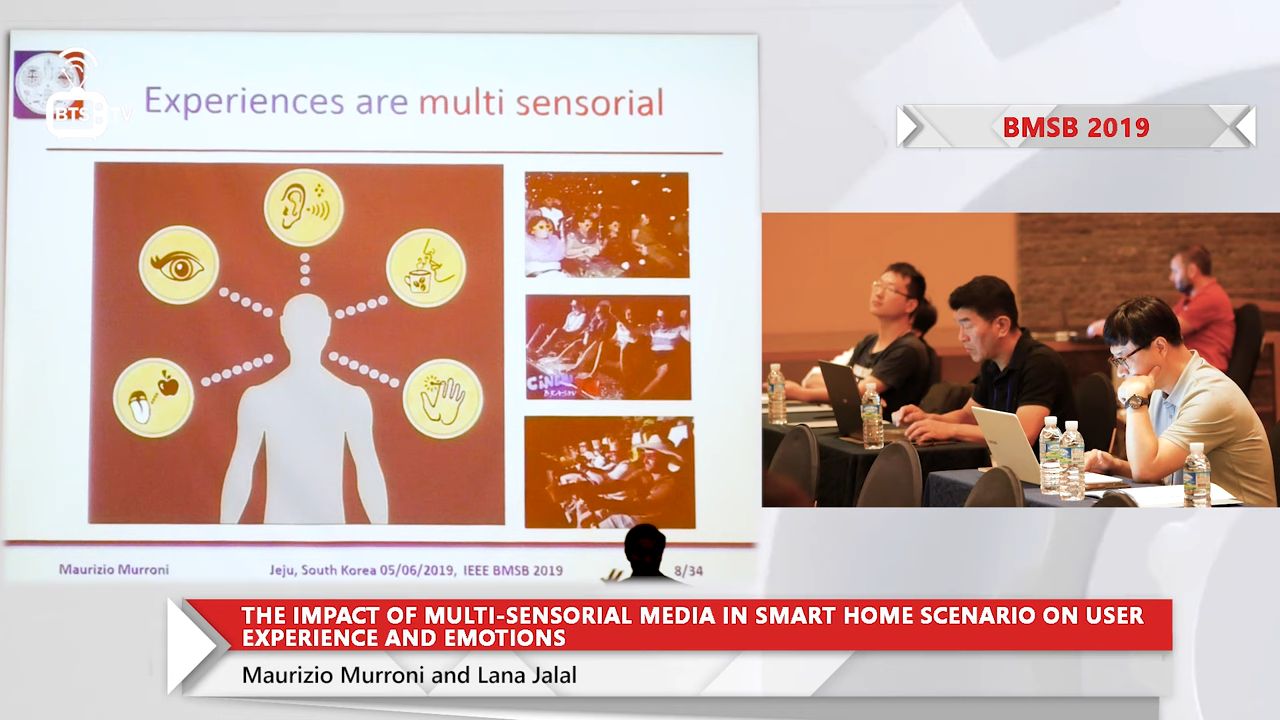 BTS TV
Experiences are multi sensorial
BMSB 2019
Maurizio Murroni
Jeju, South Korea 05/06/2019, IEEE BMSB 2019
8/34
THE IMPACT OF MULTI-SENSORIAL MEDIA IN SMART HOME SCENARIO ON USER
EXPERIENCE AND EMOTIONS
Maurizio Murroni and Lana Jalal